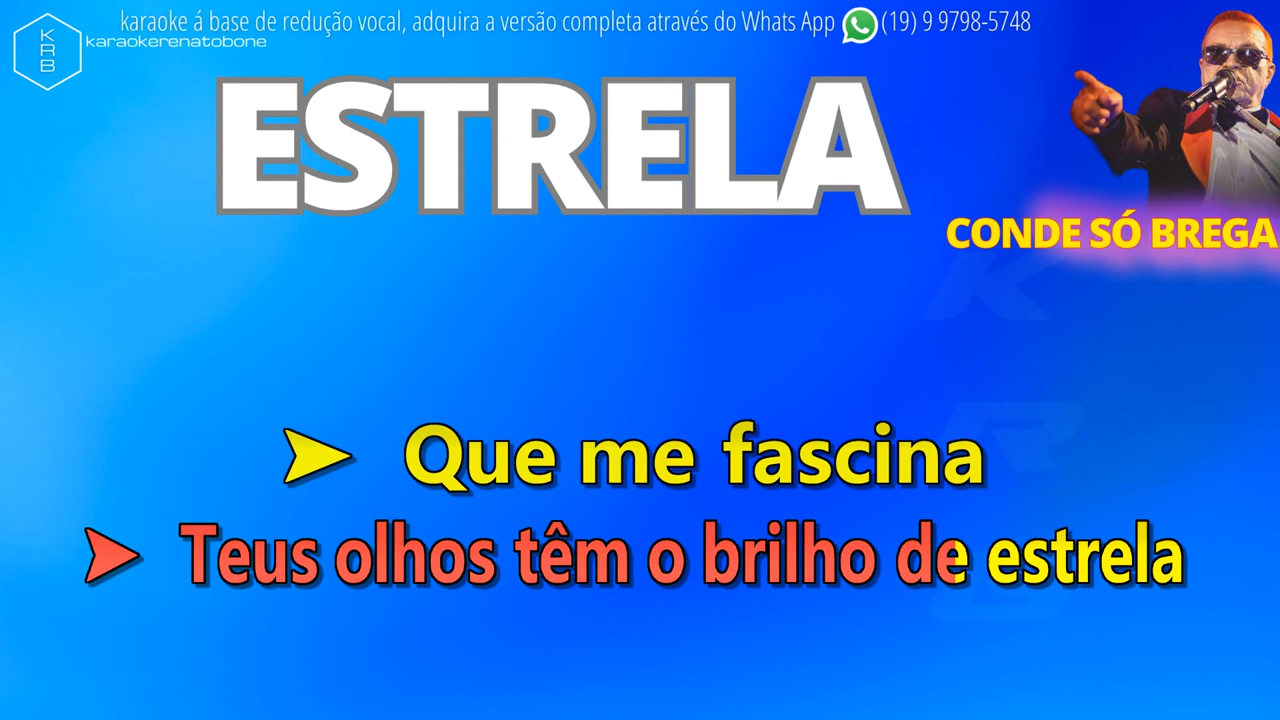 karaoke á base de redução vocal, adquira a versão completa através do Whats App (19) 9 9798-5748
KRB
karaokerenatobone
ESTRELA
CONDE SÓ BREGA
K
R
B
➤ Que me fascina
➤ Teus olhos têm o brilho de estrela